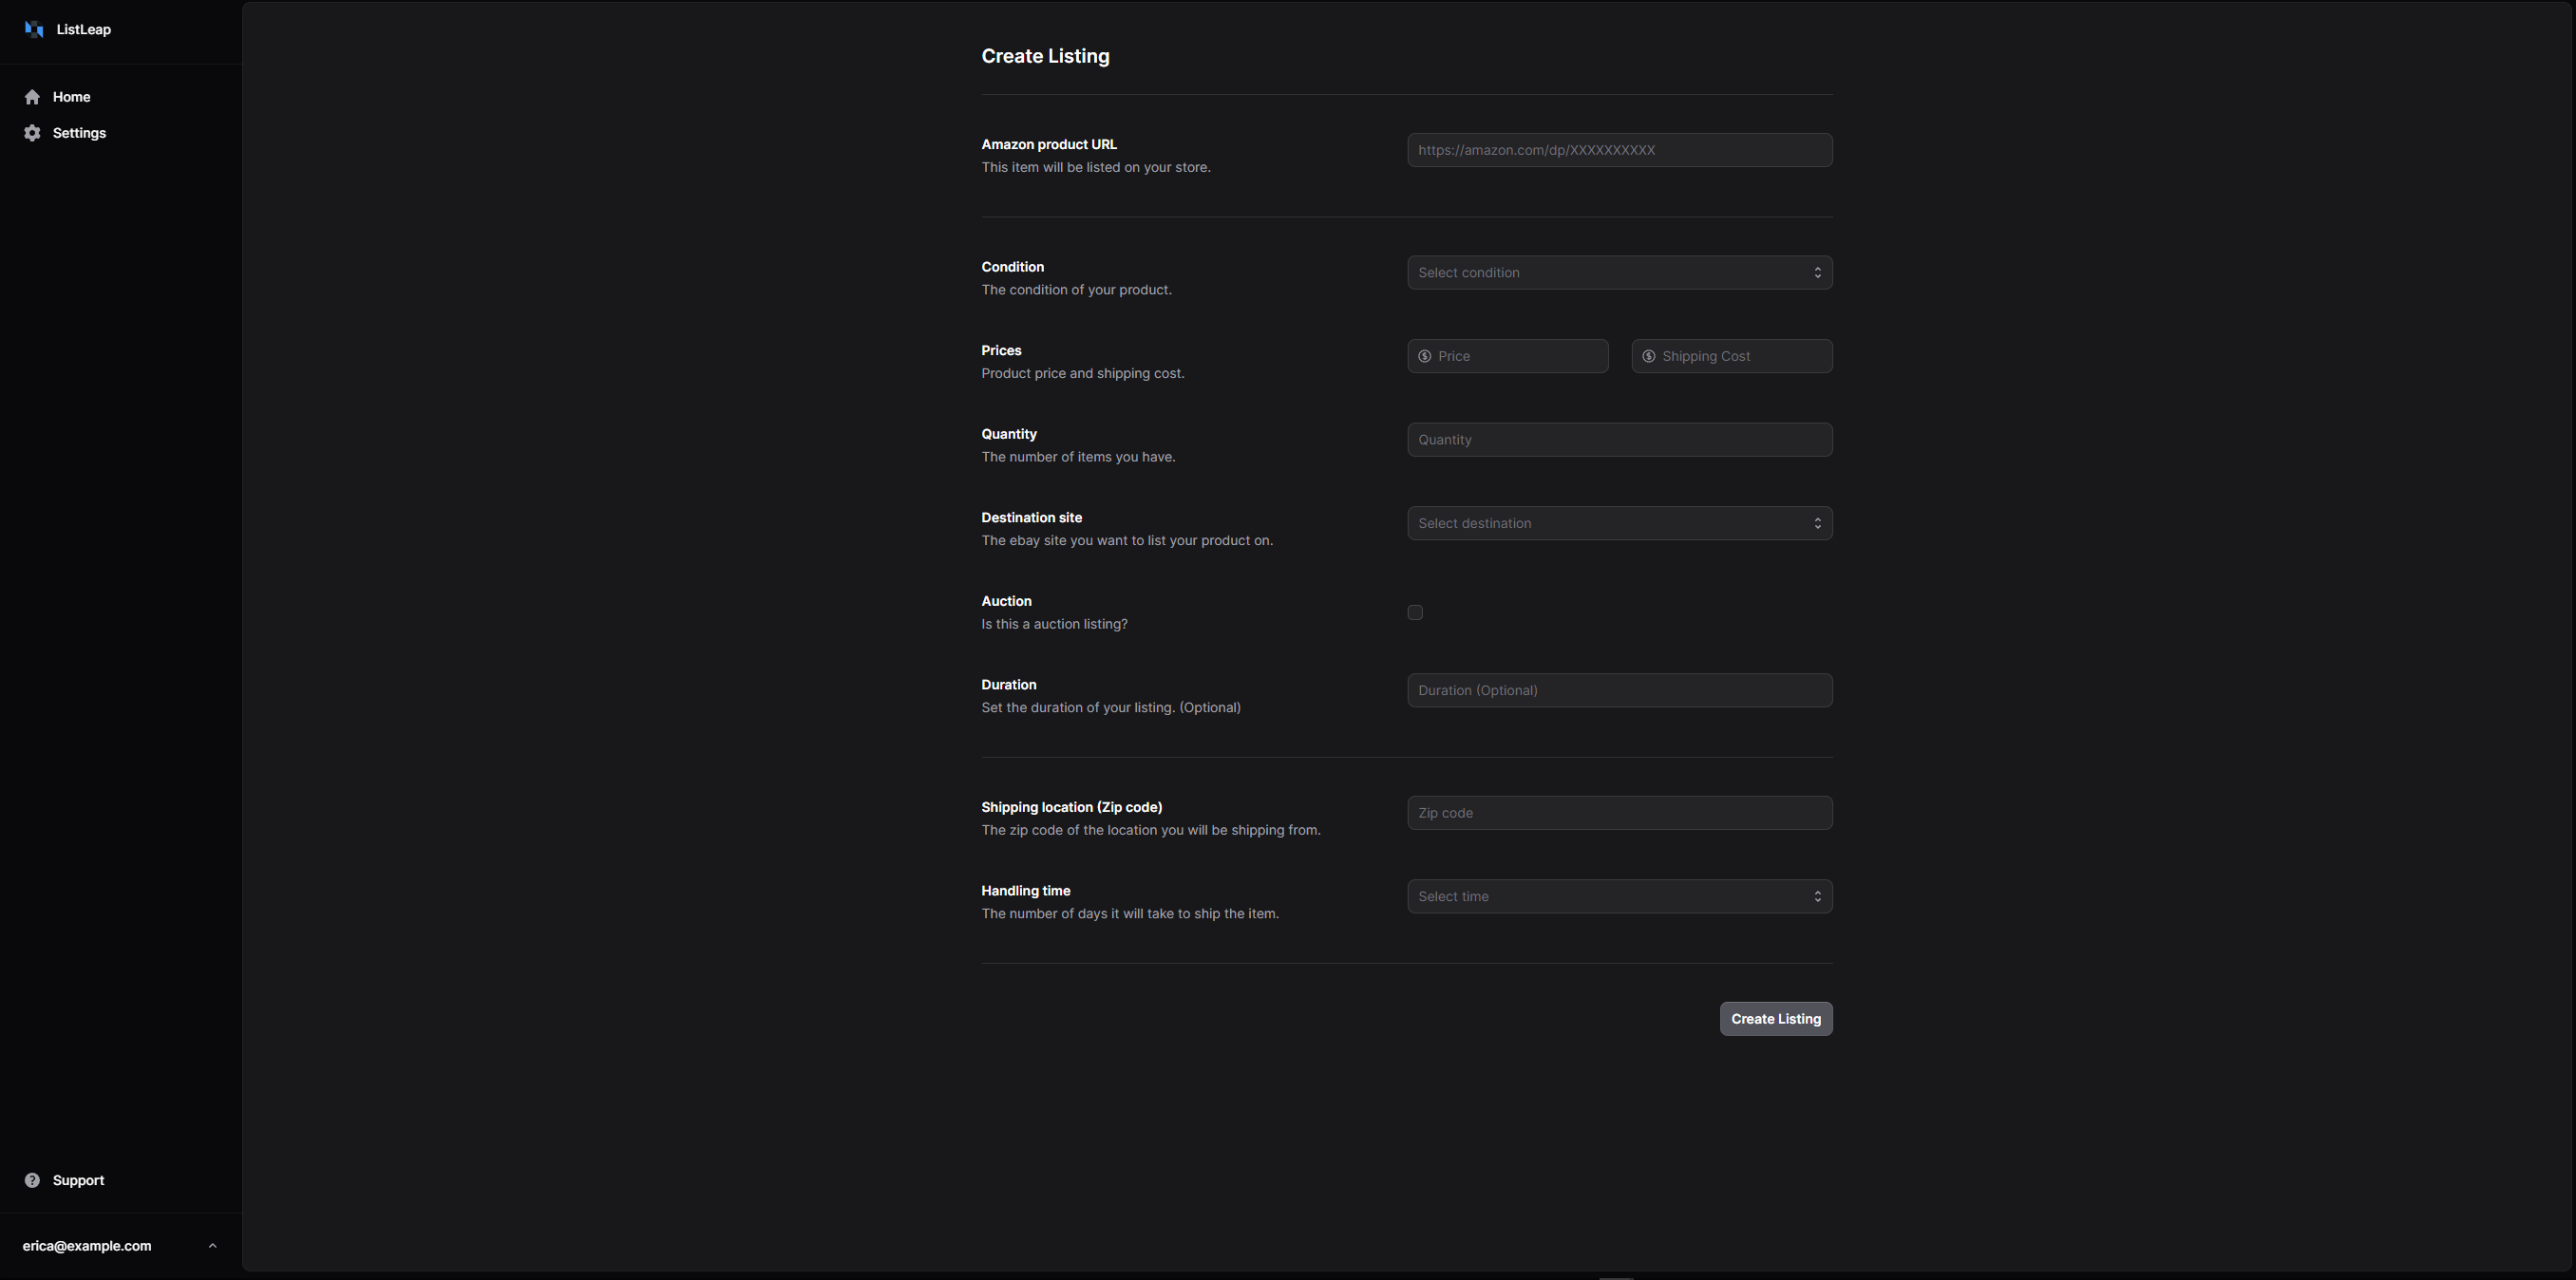 ListLeap
Home
Settings
Support
erica@example.com
Create Listing
Amazon product URL
This item will be listed on your store.
https://amazon.com/dp/XXXXXXXXXX
Condition
The condition of your product.
Select condition
Prices
Product price and shipping cost.
Price
Shipping Cost
Quantity
The number of items you have.
Quantity
Destination site
The ebay site you want to list your product on.
Select destination
Auction
Is this a auction listing?
Duration
Set the duration of your listing. (Optional)
Duration (Optional)
Shipping location (Zip code)
The zip code of the location you will be shipping from.
Zip code
Handling time
The number of days it will take to ship the item.
Select time
Create Listing